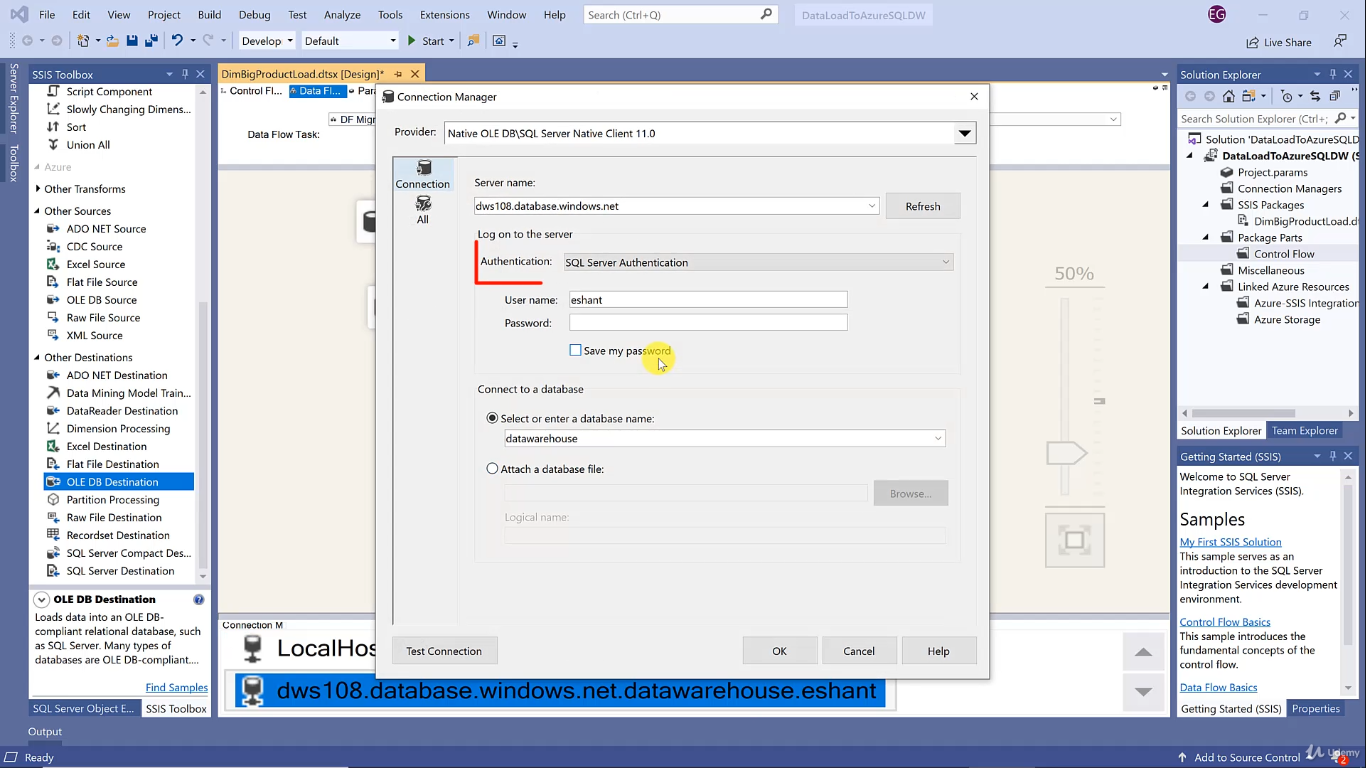 File Edit View Project Build Debug Test Analyze Tools Extensions Window Help Search (Ctrl+Q) DataLoadToAzureSQLDW EG
Develop Default Start Live Share
Server Explorer
Toolbox
SSIS Toolbox
Script Component
Slowly Changing Dimens...
Sort
Union All
Azure
Other Transforms
Other Sources
ADO NET Source
CDC Source
Excel Source
Flat File Source
OLE DB Source
Raw File Source
XML Source
Other Destinations
ADO NET Destination
Data Mining Model Train...
DataReader Destination
Dimension Processing
Excel Destination
Flat File Destination
OLE DB Destination
Partition Processing
Raw File Destination
Recordset Destination
SQL Server Compact Des...
SQL Server Destination
OLE DB Destination
Loads data into an OLE DB-
compliant relational database, such
as SQL Server. Many types of
databases are OLE DB-compliant....
Find Samples
SQL Server Object E... SSIS Toolbox
DimBigProductLoad.dtsx [Design]*
Control Fl... Data Fl... Par
Data Flow Task: DF Mig
Connection Manager
Provider: Native OLE DB\SQL Server Native Client 11.0
Connection
All
Server name:
dws108.database.windows.net Refresh
Log on to the server
Authentication: SQL Server Authentication
User name: eshant
Password:
Save my password
Connect to a database
Select or enter a database name:
datawarehouse
Attach a database file:
Browse...
Logical name:
Test Connection OK Cancel Help
50%
Connection M
LocalHos
dws108.database.windows.net.datawarehouse.eshant
Solution Explorer
Search Solution Explorer (Ctrl+;)
Solution 'DataLoadToAzureSQLDW'
DataLoadToAzureSQLDW (S
Project.params
Connection Managers
SSIS Packages
DimBigProductLoad.dt
Package Parts
Control Flow
Miscellaneous
Linked Azure Resources
Azure-SSIS Integration
Azure Storage
Solution Explorer Team Explorer
Getting Started (SSIS)
Welcome to SQL Server
Integration Services (SSIS).
Samples
My First SSIS Solution
This sample serves as an
introduction to the SQL Server
Integration Services development
environment.
Control Flow Basics
This sample introduces the
fundamental concepts of the
control flow.
Data Flow Basics
Getting Started (SSIS) Properties
Output
Ready Add to Source Control 2
Udemy